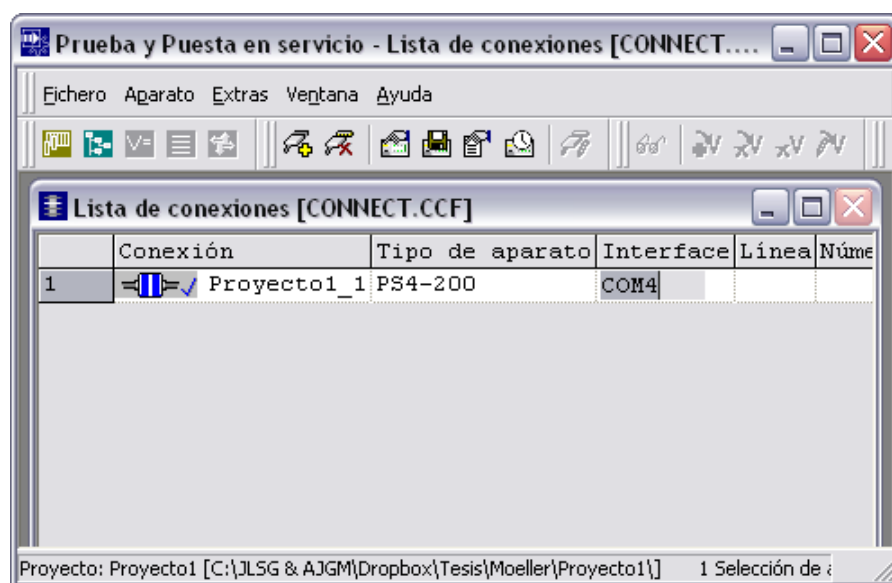 Prueba y Puesta en servicio - Lista de conexiones [CONNECT....
Fichero Aparato Extras Ventana Ayuda
Lista de conexiones [CONNECT.CCF]
Conexión Tipo de aparato Interface Línea Núme
1 Proyecto1_1 PS4-200 COM4
Proyecto: Proyecto1 [C:\JLSG & AJGM\Dropbox\Tesis\Moeller\Proyecto1\] 1 Selección de